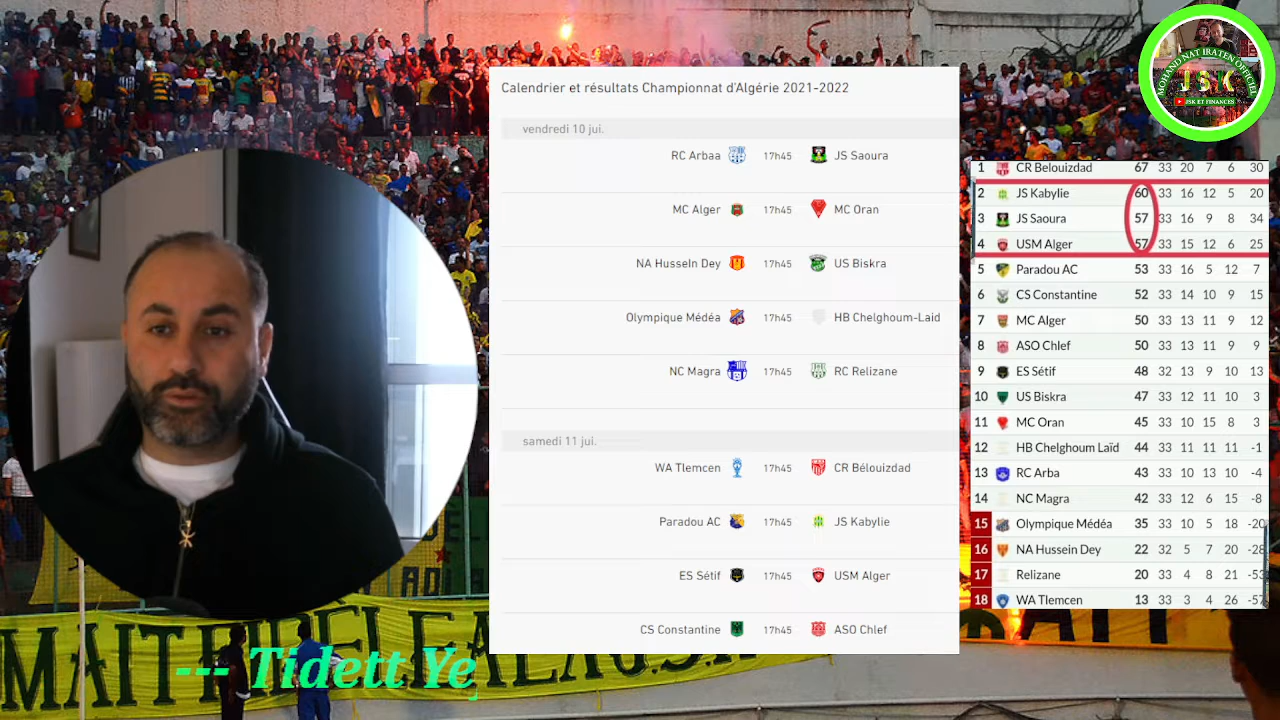 MOHAND NAT IRATEN OFFICIEL
JSK
JSK ET FINANCES
Calendrier et résultats Championnat d'Algérie 2021-2022
vendredi 10 jui.
RC Arbaa 17h45 JS Saoura
MC Alger 17h45 MC Oran
NA Hussein Dey 17h45 US Biskra
Olympique Médéa 17h45 HB Chelghoum-Laid
NC Magra 17h45 RC Relizane
samedi 11 jui.
WA Tlemcen 17h45 CR Bélouizdad
Paradou AC 17h45 JS Kabylie
ES Sétif 17h45 USM Alger
CS Constantine 17h45 ASO Chlef
1 CR Belouizdad 67 33 20 7 6 30
2 JS Kabylie 60 33 16 12 5 20
3 JS Saoura 57 33 16 9 8 34
4 USM Alger 57 33 15 12 6 25
5 Paradou AC 53 33 16 5 12 7
6 CS Constantine 52 33 14 10 9 15
7 MC Alger 50 33 13 11 9 12
8 ASO Chlef 50 33 13 11 9 9
9 ES Sétif 48 32 13 9 10 13
10 US Biskra 47 33 12 11 10 3
11 MC Oran 45 33 10 15 8 3
12 HB Chelghoum Laïd 44 33 11 11 11 -1
13 RC Arba 43 33 10 13 10 -4
14 NC Magra 42 33 12 6 15 -8
15 Olympique Médéa 35 33 10 5 18 -20
16 NA Hussein Dey 22 32 5 7 20 -28
17 Relizane 20 33 4 8 21 -53
18 WA Tlemcen 13 33 3 4 26 -57
--- Tidett Ye